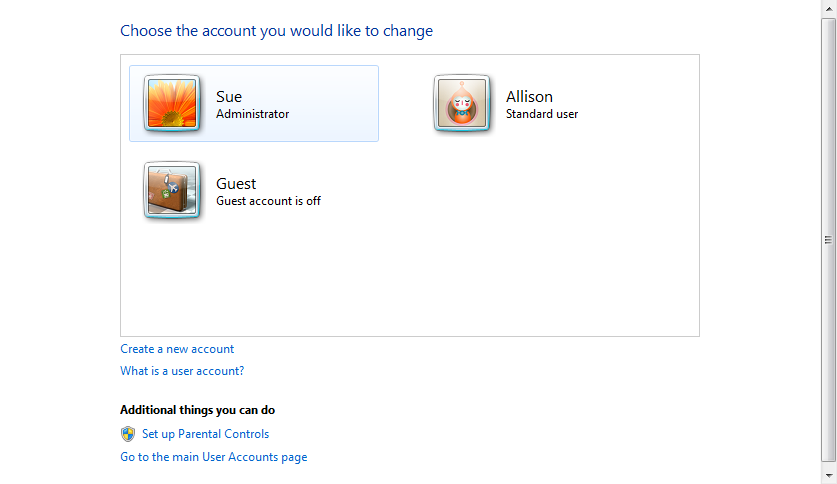 Choose the account you would like to change
Sue
Administrator
Allison
Standard user
Guest
Guest account is off
Create a new account
What is a user account?
Additional things you can do
Set up Parental Controls
Go to the main User Accounts page